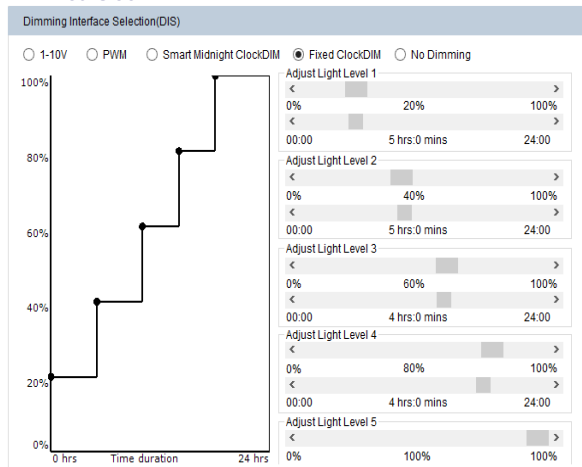 Dimming Interface Selection(DIS)
1-10V PWM Smart Midnight ClockDIM Fixed ClockDIM No Dimming
100%
80%
60%
40%
20%
0%
0 hrs Time duration 24 hrs
Adjust Light Level 1
0% 20% 100%
00:00 5 hrs:0 mins 24:00
Adjust Light Level 2
0% 40% 100%
00:00 5 hrs:0 mins 24:00
Adjust Light Level 3
0% 60% 100%
00:00 4 hrs:0 mins 24:00
Adjust Light Level 4
0% 80% 100%
00:00 4 hrs:0 mins 24:00
Adjust Light Level 5
0% 100% 100%